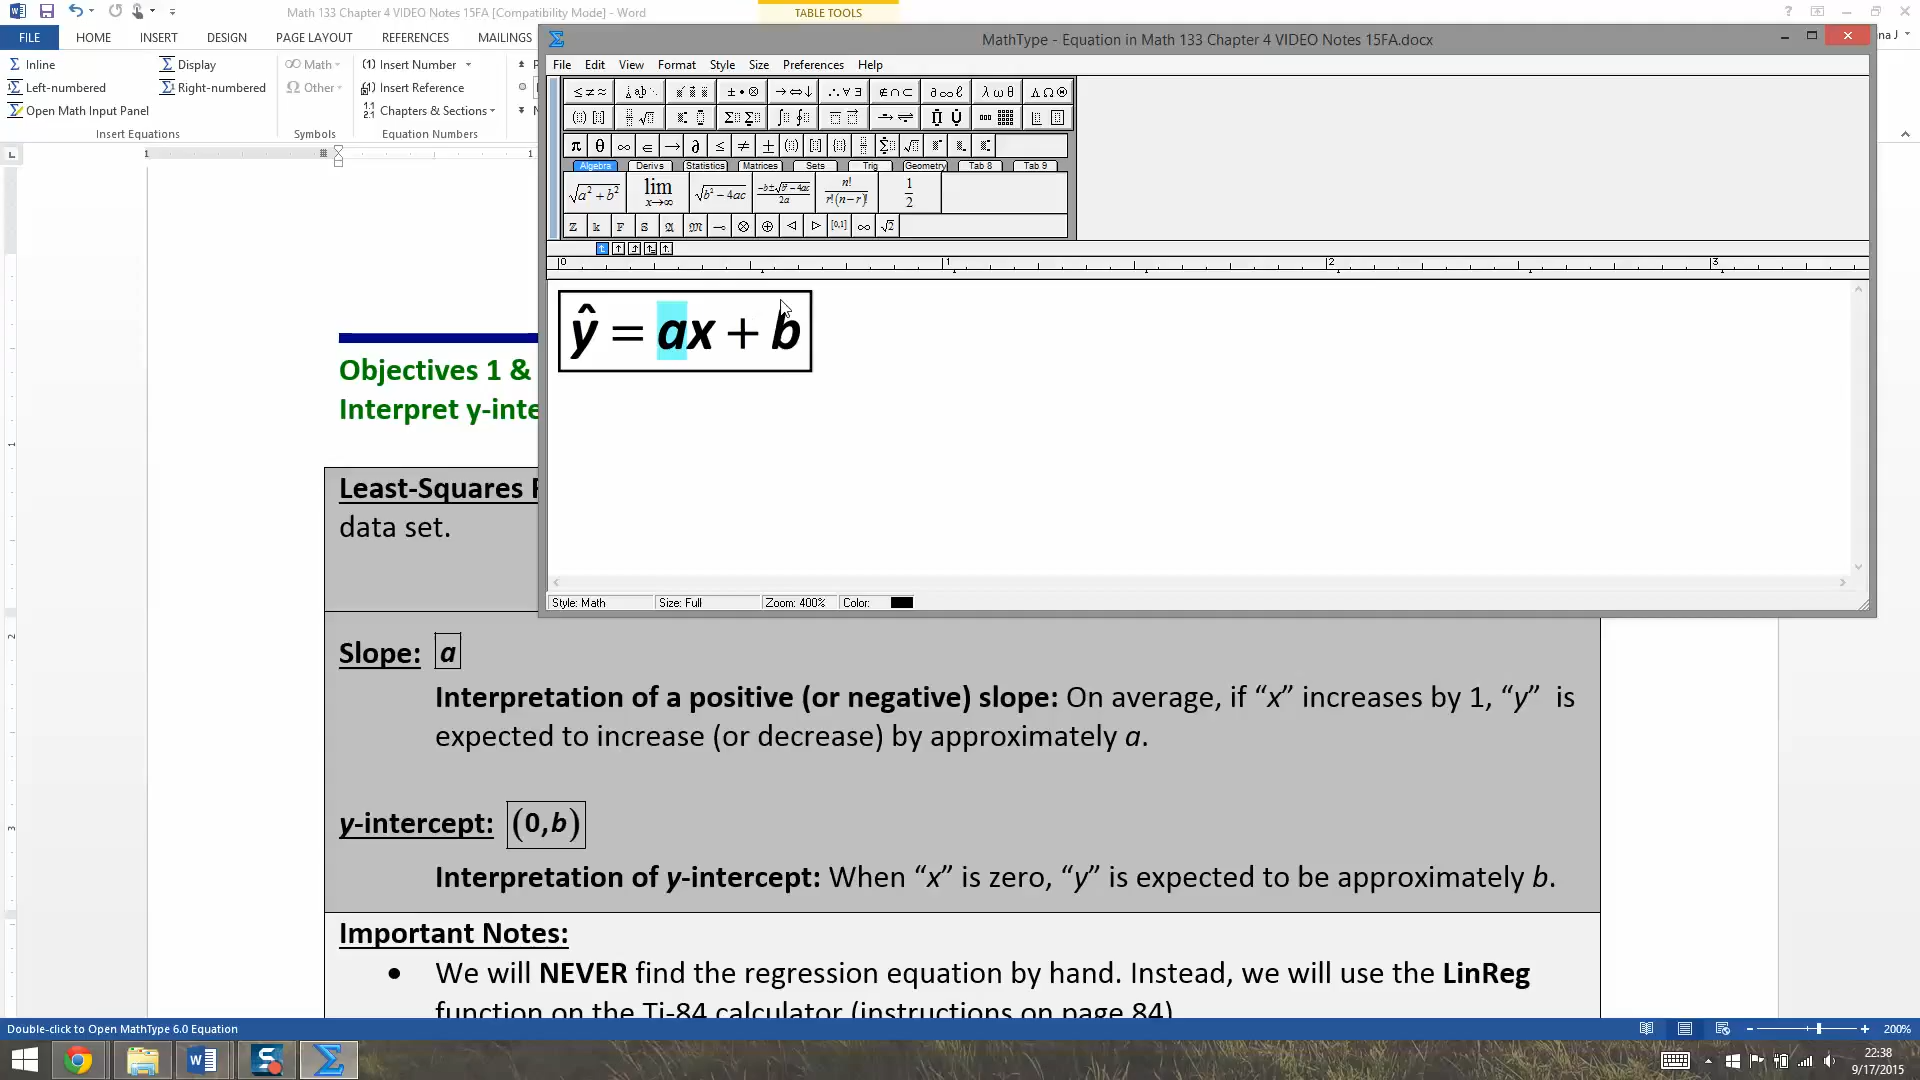 Math 133 Chapter 4 VIDEO Notes 15FA [Compatibility Mode] - Word
TABLE TOOLS
FILE HOME INSERT DESIGN PAGE LAYOUT REFERENCES MAILINGS
na J
Inline
Display
Math
Insert Number
Left-numbered
Right-numbered
Other
Insert Reference
Open Math Input Panel
Chapters & Sections
Insert Equations
Symbols
Equation Numbers
MathType - Equation in Math 133 Chapter 4 VIDEO Notes 15FA.docx
File Edit View Format Style Size Preferences Help
Algebra Derivs Statistics Matrices Sets Trig Geometry Tab 8 Tab 9
ŷ = ax + b
Style: Math Size: Full Zoom: 400% Color:
Objectives 1 &
Interpret y-inte
Least-Squares
data set.
Slope: a
Interpretation of a positive (or negative) slope: On average, if “x” increases by 1, “y” is
expected to increase (or decrease) by approximately a.
y-intercept: (0,b)
Interpretation of y-intercept: When “x” is zero, “y” is expected to be approximately b.
Important Notes:
• We will NEVER find the regression equation by hand. Instead, we will use the LinReg
function on the Ti-84 calculator (instructions on page 84)
Double-click to Open MathType 6.0 Equation
200%
22:38
9/17/2015